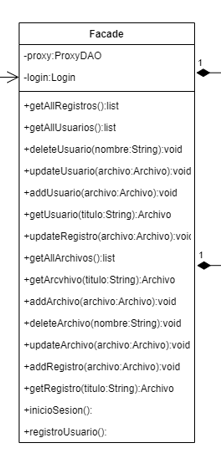 Facade
-proxy:ProxyDAO
1
-login:Login
+getAllRegistros():list
+getAllUsuarios():list
+deleteUsuario(nombre:String):void
+updateUsuario(archivo:Archivo):void
+addUsuario(archivo:Archivo):void
+getUsuario(titulo:String):Archivo
+updateRegistro(archivo:Archivo):void
+getAllArchivos():list
1
+getArcvhivo(titulo:String):Archivo
+addArchivo(archivo:Archivo):void
+deleteArchivo(nombre:String):void
+updateArchivo(archivo:Archivo):void
+addRegistro(archivo:Archivo):void
+getRegistro(titulo:String):Archivo
+inicioSesion():
+registroUsuario():